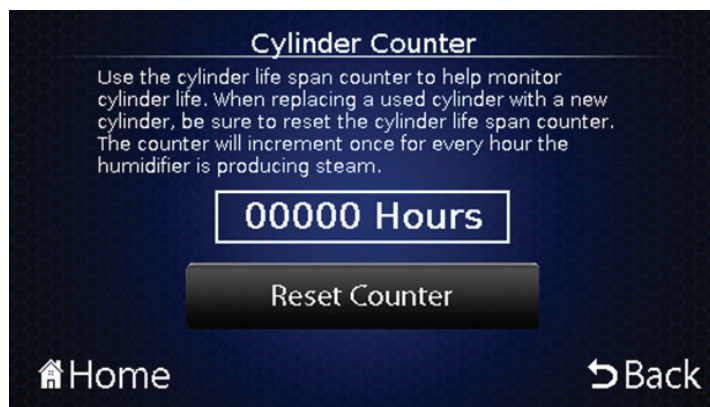 Cylinder Counter
Use the cylinder life span counter to help monitor
cylinder life. When replacing a used cylinder with a new
cylinder, be sure to reset the cylinder life span counter.
The counter will increment once for every hour the
humidifier is producing steam.
00000 Hours
Reset Counter
Home
Back